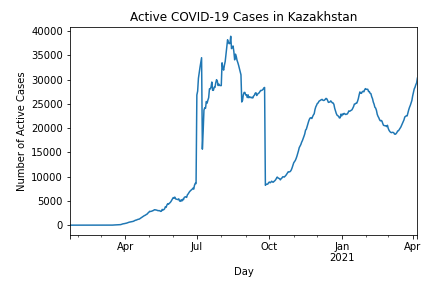 Active COVID-19 Cases in Kazakhstan
Number of Active Cases
40000
35000
30000
25000
20000
15000
10000
5000
0
Apr
Jul
Oct
Jan
2021
Apr
Day